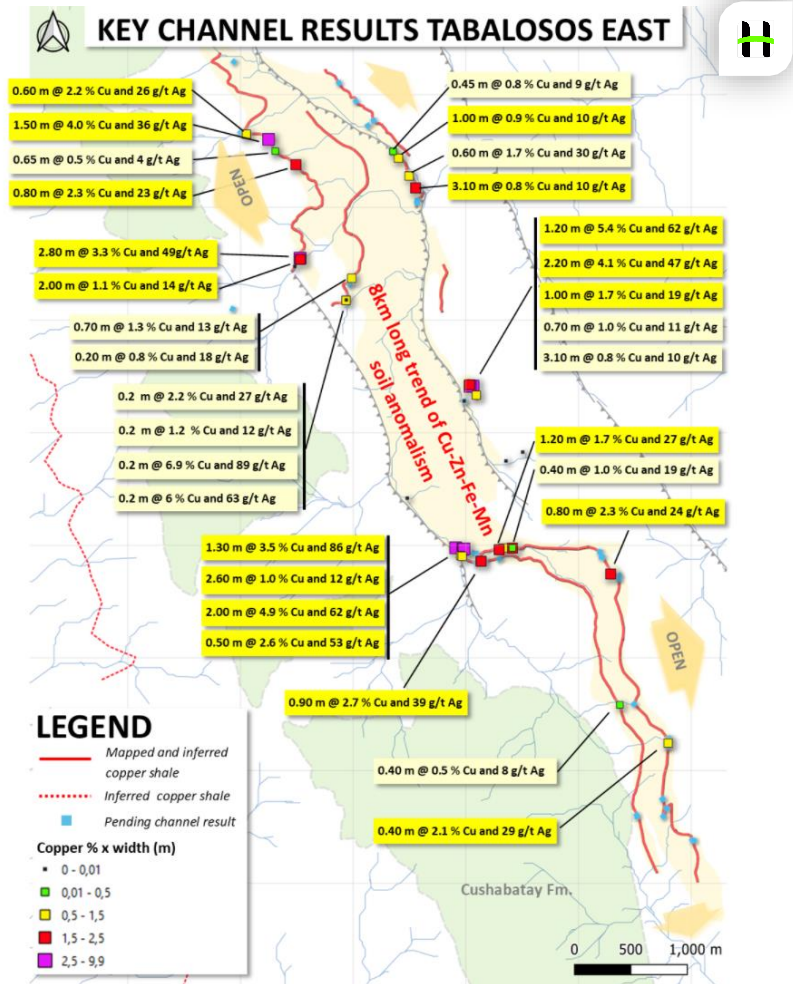 KEY CHANNEL RESULTS TABALOSOS EAST
H
0.60 m @ 2.2 % Cu and 26 g/t Ag
1.50 m @ 4.0 % Cu and 36 g/t Ag
0.65 m @ 0.5 % Cu and 4 g/t Ag
0.80 m @ 2.3 % Cu and 23 g/t Ag
0.45 m @ 0.8 % Cu and 9 g/t Ag
1.00 m @ 0.9 % Cu and 10 g/t Ag
0.60 m @ 1.7 % Cu and 30 g/t Ag
3.10 m @ 0.8 % Cu and 10 g/t Ag
OPEN
2.80 m @ 3.3 % Cu and 49g/t Ag
2.00 m @ 1.1 % Cu and 14 g/t Ag
1.20 m @ 5.4 % Cu and 62 g/t Ag
2.20 m @ 4.1 % Cu and 47 g/t Ag
1.00 m @ 1.7 % Cu and 19 g/t Ag
0.70 m @ 1.0 % Cu and 11 g/t Ag
3.10 m @ 0.8 % Cu and 10 g/t Ag
0.70 m @ 1.3 % Cu and 13 g/t Ag
0.20 m @ 0.8 % Cu and 18 g/t Ag
8km long trend of Cu-Zn-Fe-Mn
soil anomalism
0.2 m @ 2.2 % Cu and 27 g/t Ag
0.2 m @ 1.2 % Cu and 12 g/t Ag
0.2 m @ 6.9 % Cu and 89 g/t Ag
0.2 m @ 6 % Cu and 63 g/t Ag
1.20 m @ 1.7 % Cu and 27 g/t Ag
0.40 m @ 1.0 % Cu and 19 g/t Ag
0.80 m @ 2.3 % Cu and 24 g/t Ag
1.30 m @ 3.5 % Cu and 86 g/t Ag
2.60 m @ 1.0 % Cu and 12 g/t Ag
2.00 m @ 4.9 % Cu and 62 g/t Ag
0.50 m @ 2.6 % Cu and 53 g/t Ag
OPEN
0.90 m @ 2.7 % Cu and 39 g/t Ag
0.40 m @ 0.5 % Cu and 8 g/t Ag
0.40 m @ 2.1 % Cu and 29 g/t Ag
Cushabatay Fm.
LEGEND
Mapped and inferred
copper shale
Inferred copper shale
Pending channel result
Copper % x width (m)
0 - 0,01
0,01 - 0,5
0,5 - 1,5
1,5 - 2,5
2,5 - 9,9
0 500 1,000 m